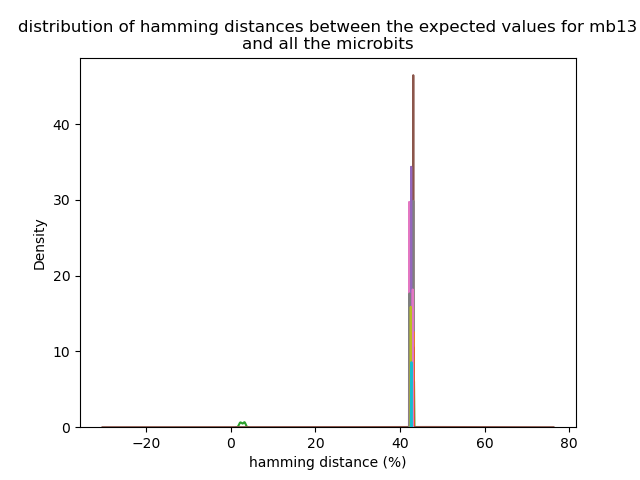 distribution of hamming distances between the expected values for mb13
and all the microbits
40
30
20
10
0
Density
−20
0
20
40
60
80
hamming distance (%)